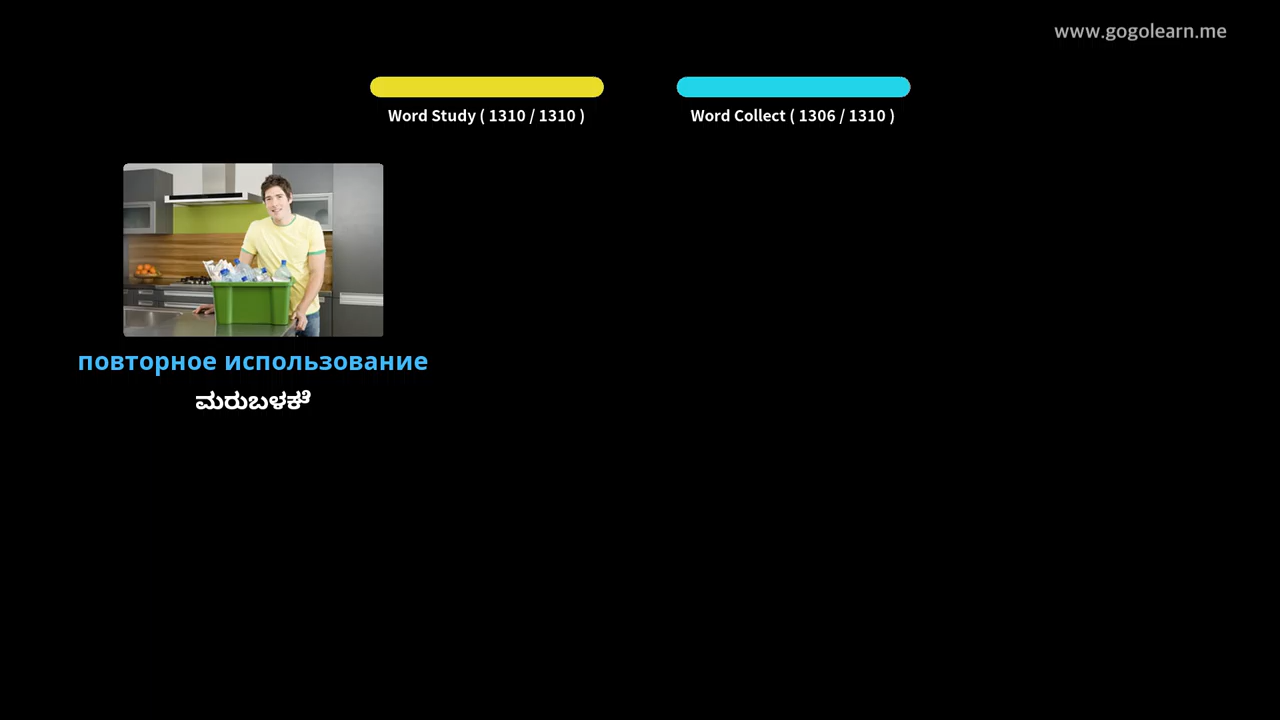 www.gogolearn.me
Word Study ( 1310 / 1310 )
Word Collect ( 1306 / 1310 )
повторное использование
ಮರುಬಳಕೆ